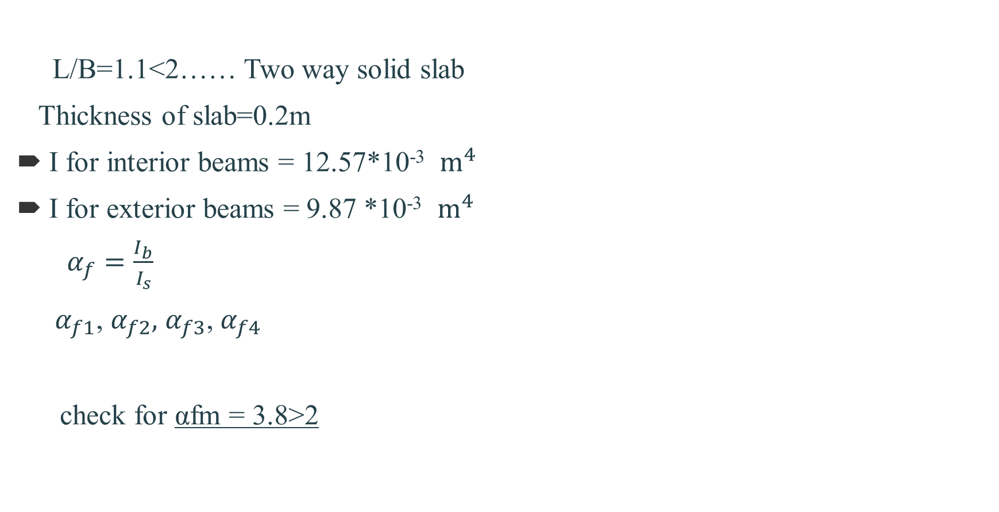 L/B=1.1<2…… Two way solid slab
Thickness of slab=0.2m
I for interior beams = 12.57*10⁻³ m⁴
I for exterior beams = 9.87 *10⁻³ m⁴
𝛼𝑓 = 𝐼𝑏/𝐼𝑠
𝛼𝑓1, 𝛼𝑓2, 𝛼𝑓3, 𝛼𝑓4
check for αfm = 3.8>2